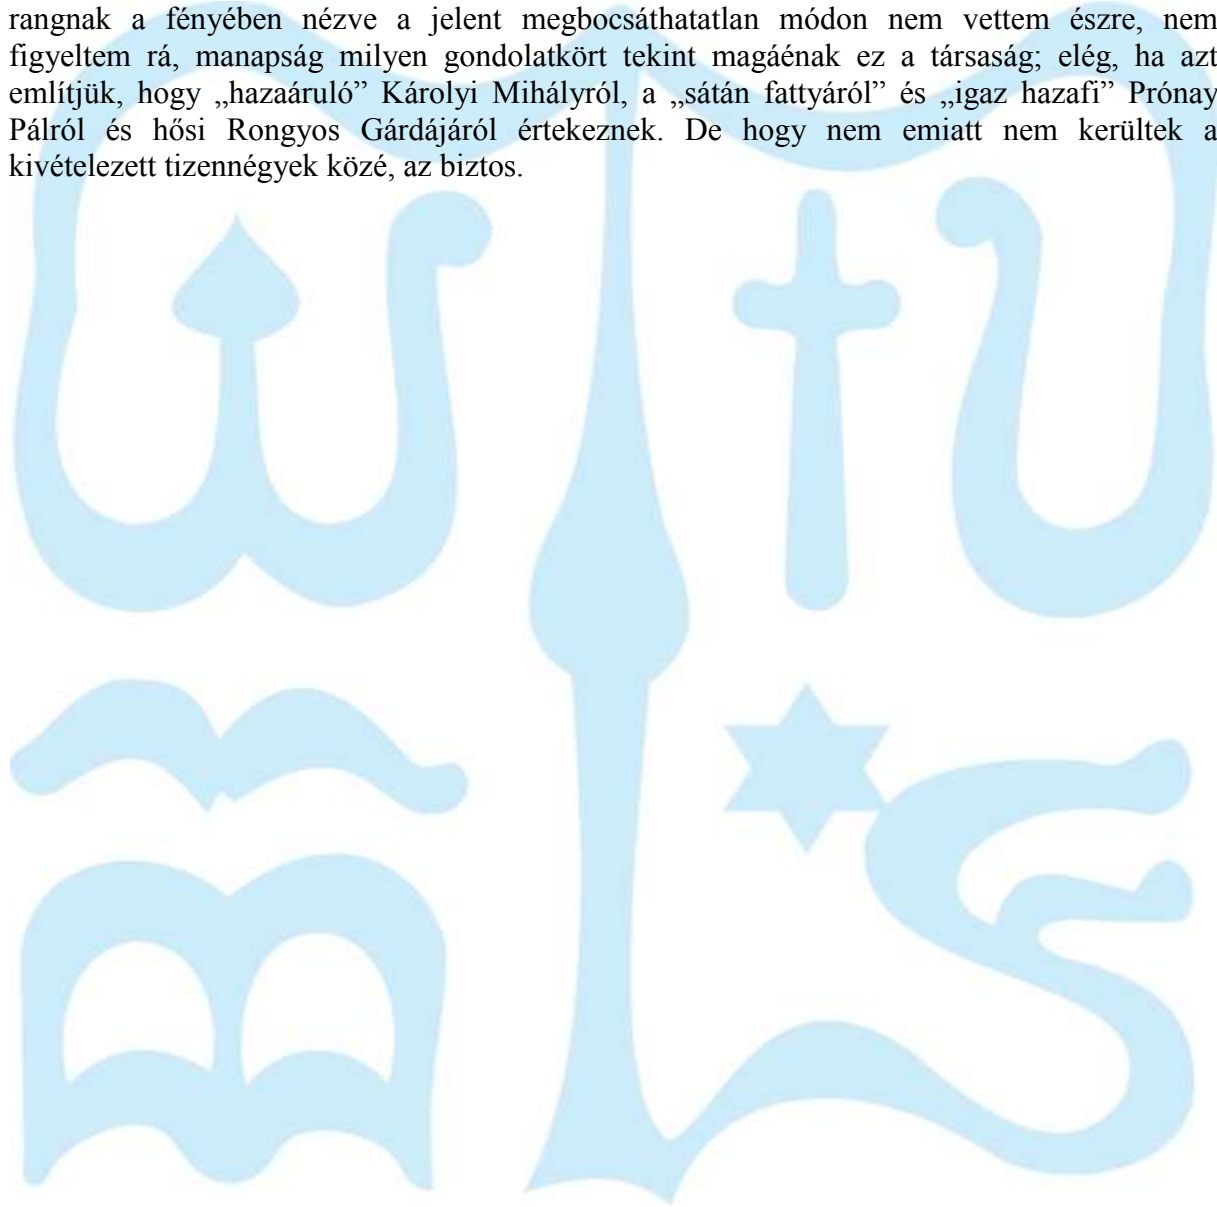 rangnak a fényében nézve a jelent megbocsáthatatlan módon nem vettem észre, nem
figyeltem rá, manapság milyen gondolatkört tekint magáénak ez a társaság; elég, ha azt
említjük, hogy „hazaáruló” Károlyi Mihályról, a „sátán fattyáról” és „igaz hazafi” Prónay
Pálról és hősi Rongyos Gárdájáról értekeznek. De hogy nem emiatt nem kerültek a
kivételezett tizennégyek közé, az biztos.